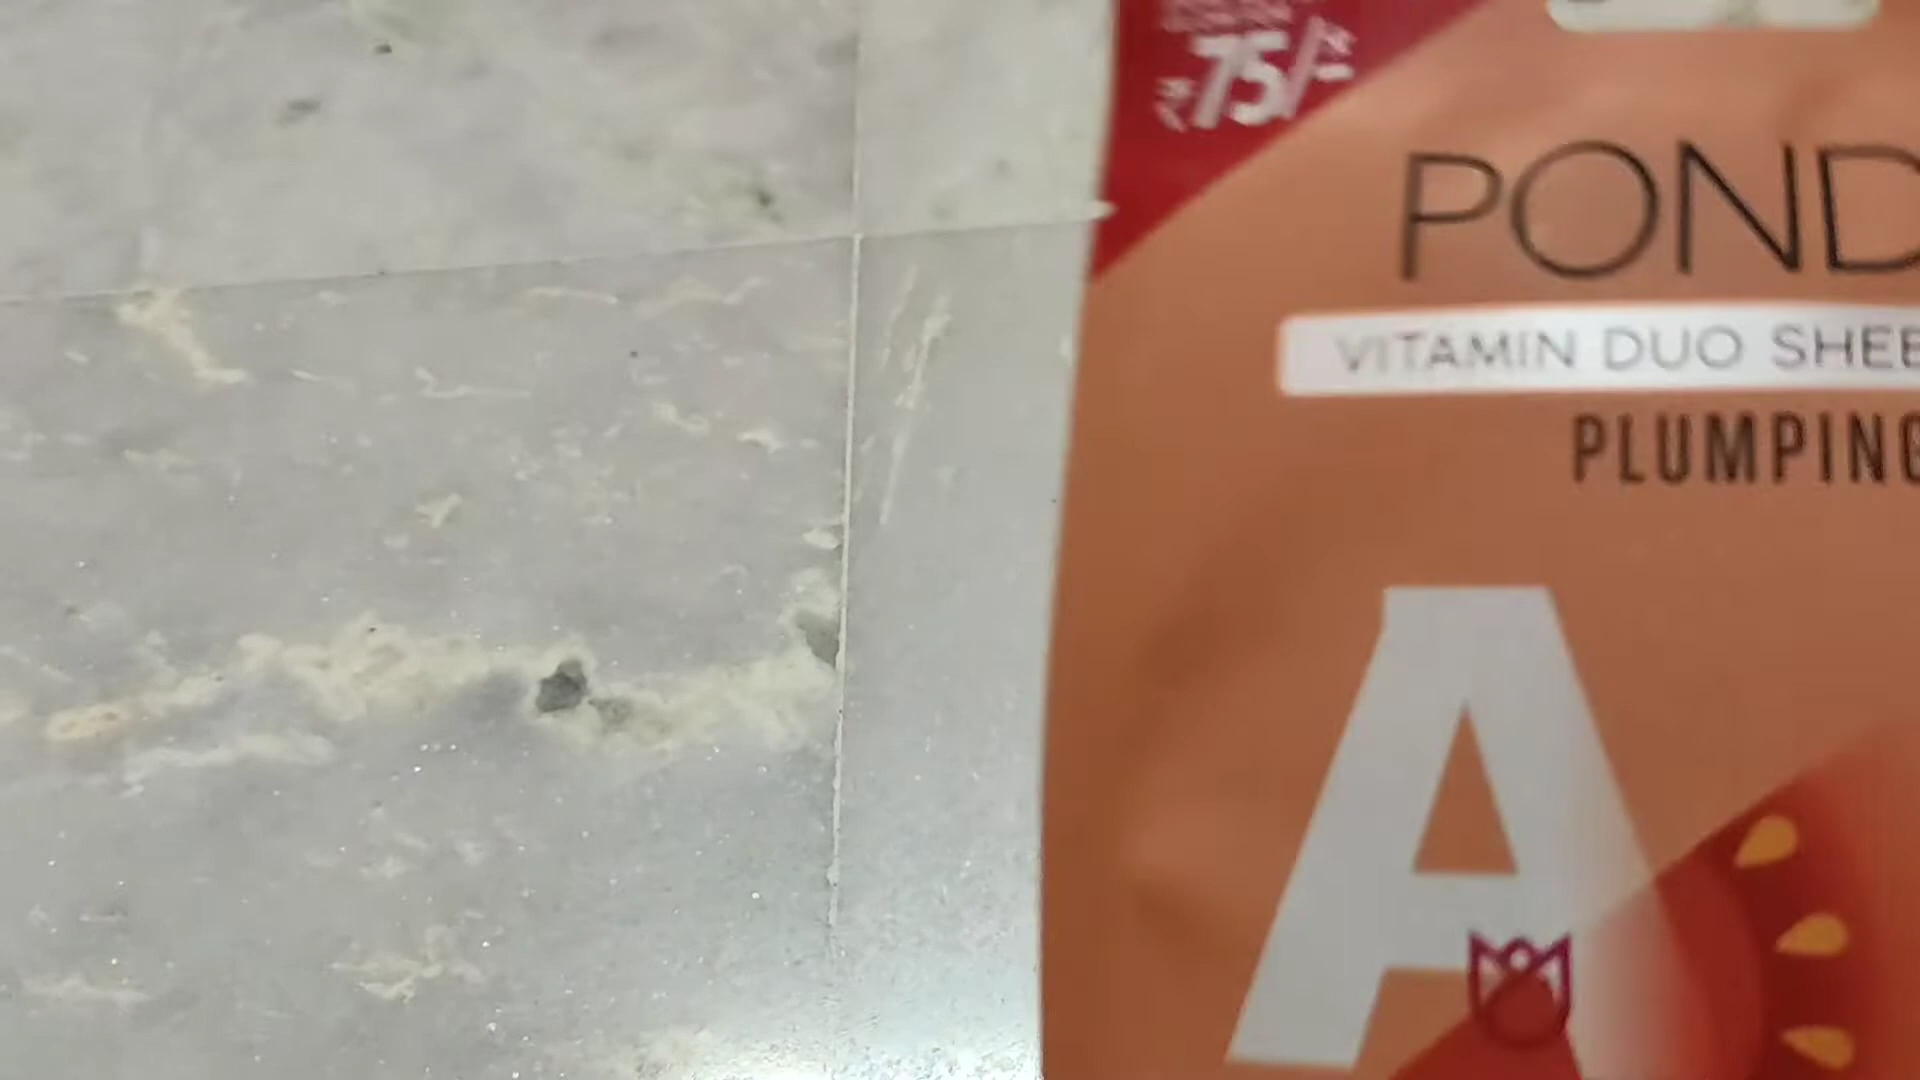 ₹75/-
POND
VITAMIN DUO SHEE
PLUMPING
A